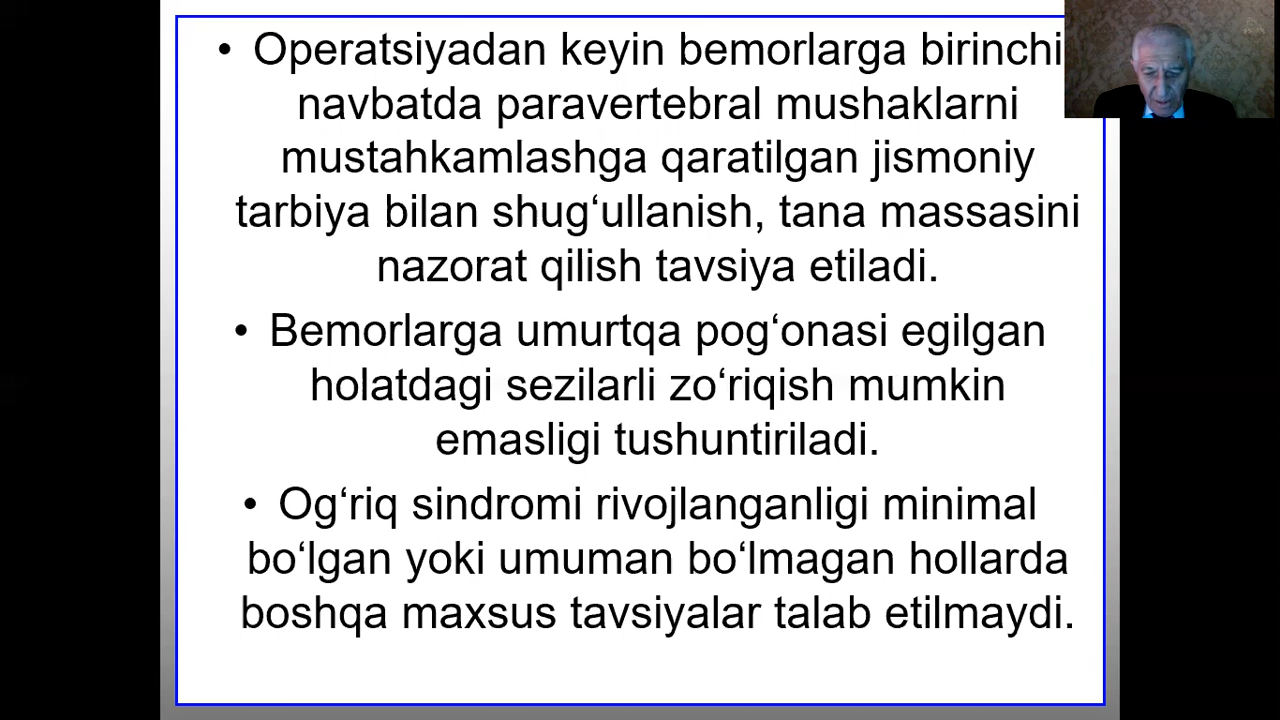 • Operatsiyadan keyin bemorlarga birinchi
navbatda paravertebral mushaklarni
mustahkamlashga qaratilgan jismoniy
tarbiya bilan shug‘ullanish, tana massasini
nazorat qilish tavsiya etiladi.
• Bemorlarga umurtqa pog‘onasi egilgan
holatdagi sezilarli zo‘riqish mumkin
emasligi tushuntiriladi.
• Og‘riq sindromi rivojlanganligi minimal
bo‘lgan yoki umuman bo‘lmagan hollarda
boshqa maxsus tavsiyalar talab etilmaydi.